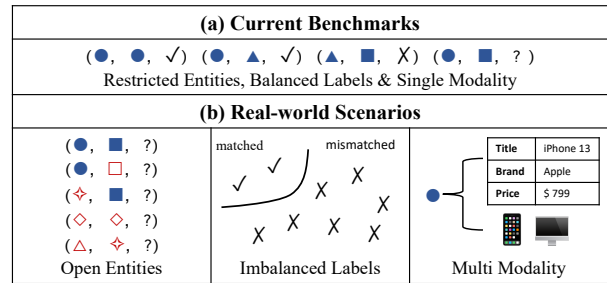 (a) Current Benchmarks
(●, ●, ✓) (●, ▲, ✓) (▲, ■, ✗) (●, ■, ?)
Restricted Entities, Balanced Labels & Single Modality
(b) Real-world Scenarios
(●, ■, ?)
(●, □, ?)
(✧, ■, ?)
(◇, ◇, ?)
(△, ✧, ?)
Open Entities
matched
mismatched
Imbalanced Labels
Title iPhone 13
Brand Apple
Price $ 799
Multi Modality